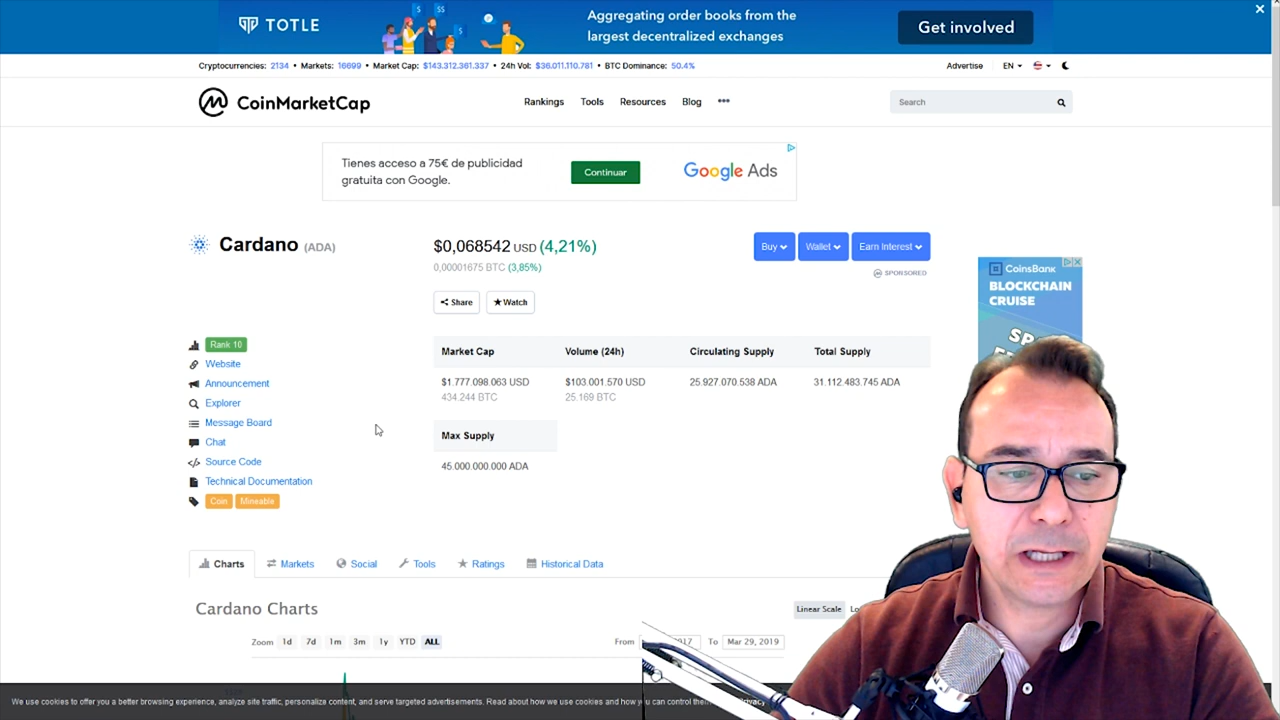 TOTLE
Aggregating order books from the
largest decentralized exchanges
Get involved
Cryptocurrencies: 2134 • Markets: 16699 • Market Cap: $143.312.361.337 • 24h Vol: $36.011.110.781 • BTC Dominance: 50.4%
Advertise EN
CoinMarketCap
Rankings Tools Resources Blog
Search
Tienes acceso a 75€ de publicidad
gratuita con Google.
Continuar
Google Ads
Cardano (ADA)
$0,068542 USD (4,21%)
0,00001675 BTC (3,85%)
Buy Wallet Earn Interest
SPONSORED
Share Watch
CoinsBank
BLOCKCHAIN
CRUISE
Rank 10
Website
Announcement
Explorer
Message Board
Chat
Source Code
Technical Documentation
Coin Mineable
Market Cap Volume (24h) Circulating Supply Total Supply
$1.777.098.063 USD $103.001.570 USD 25.927.070.538 ADA 31.112.483.745 ADA
434.244 BTC 25.169 BTC
Max Supply
45.000.000.000 ADA
Charts Markets Social Tools Ratings Historical Data
Cardano Charts
Linear Scale
Zoom 1d 7d 1m 3m 1y YTD ALL
From 2017 To Mar 29, 2019
We use cookies to offer you a better browsing experience, analyze site traffic, personalize content, and serve targeted advertisements. Read about how we use cookies and how you can control them